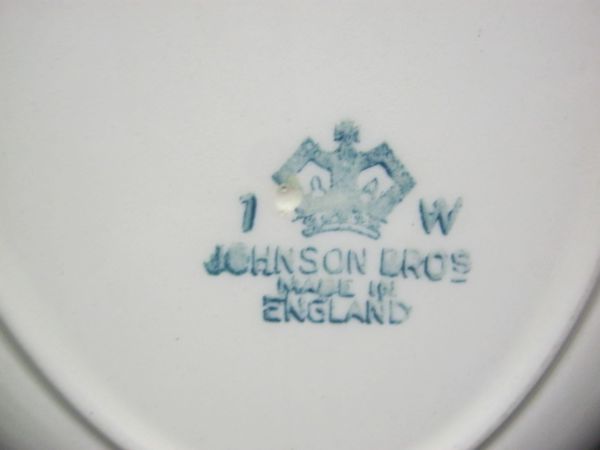 1 W
JOHNSON BROS
MADE IN
ENGLAND